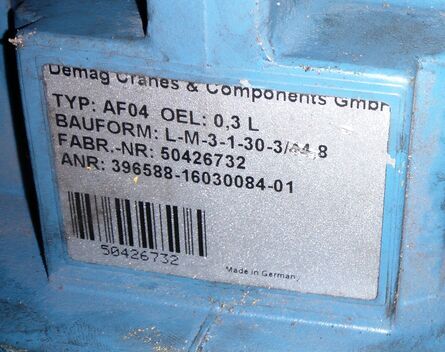 Demag Cranes & Components GmbH
TYP: AF04 OEL: 0,3 L
BAUFORM: L-M-3-1-30-3/44,8
FABR.-NR: 50426732
ANR: 396588-16030084-01
50426732
Made in Germany